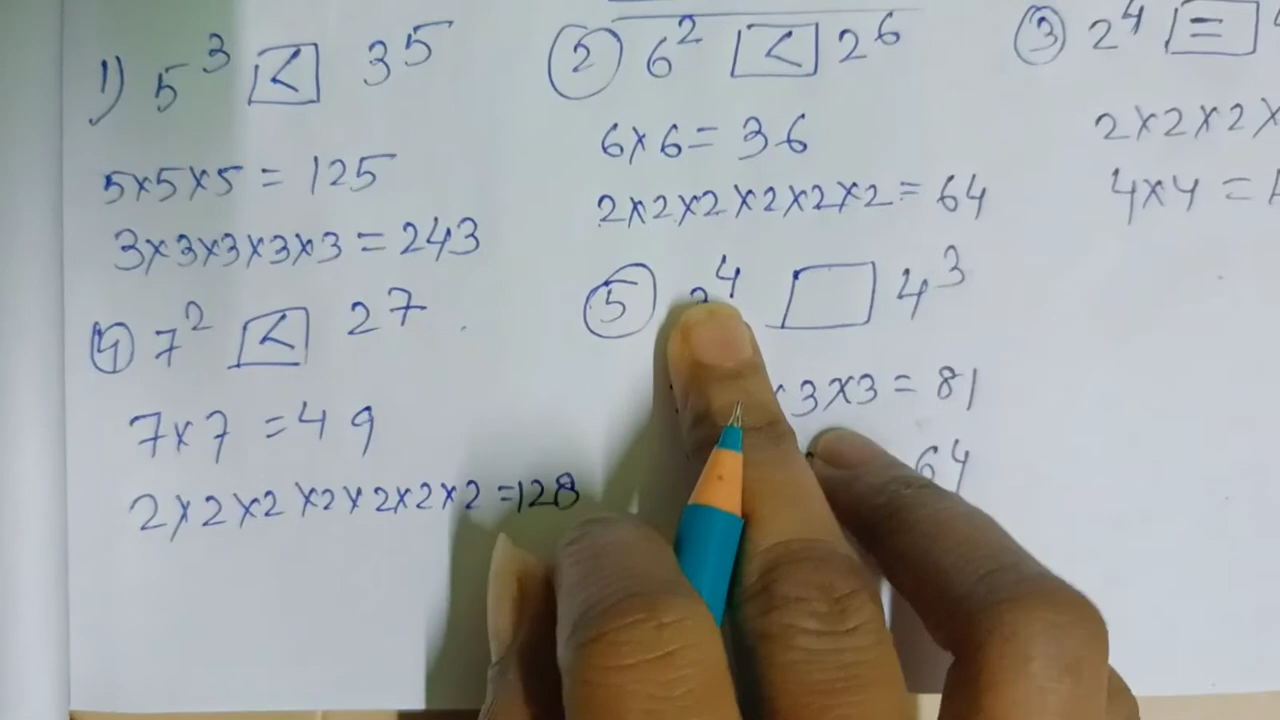 1) 5³ < 3⁵
5×5×5 = 125
3×3×3×3×3 = 243
② 6² < 2⁶
6×6 = 36
2×2×2×2×2×2 = 64
③ 2⁴ =
2×2×2×
4×4 =
④ 7² < 2⁷
7×7 = 49
2×2×2×2×2×2×2 = 128
⑤ 3⁴ □ 4³
×3×3 = 81
64